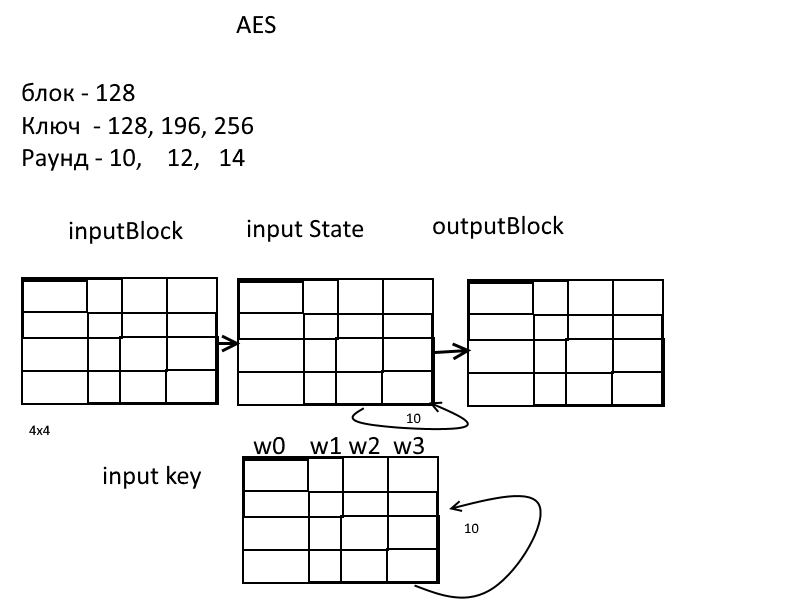 AES
блок - 128
Ключ - 128, 196, 256
Раунд - 10, 12, 14
inputBlock input State outputBlock
4x4
10
w0 w1 w2 w3
input key
10